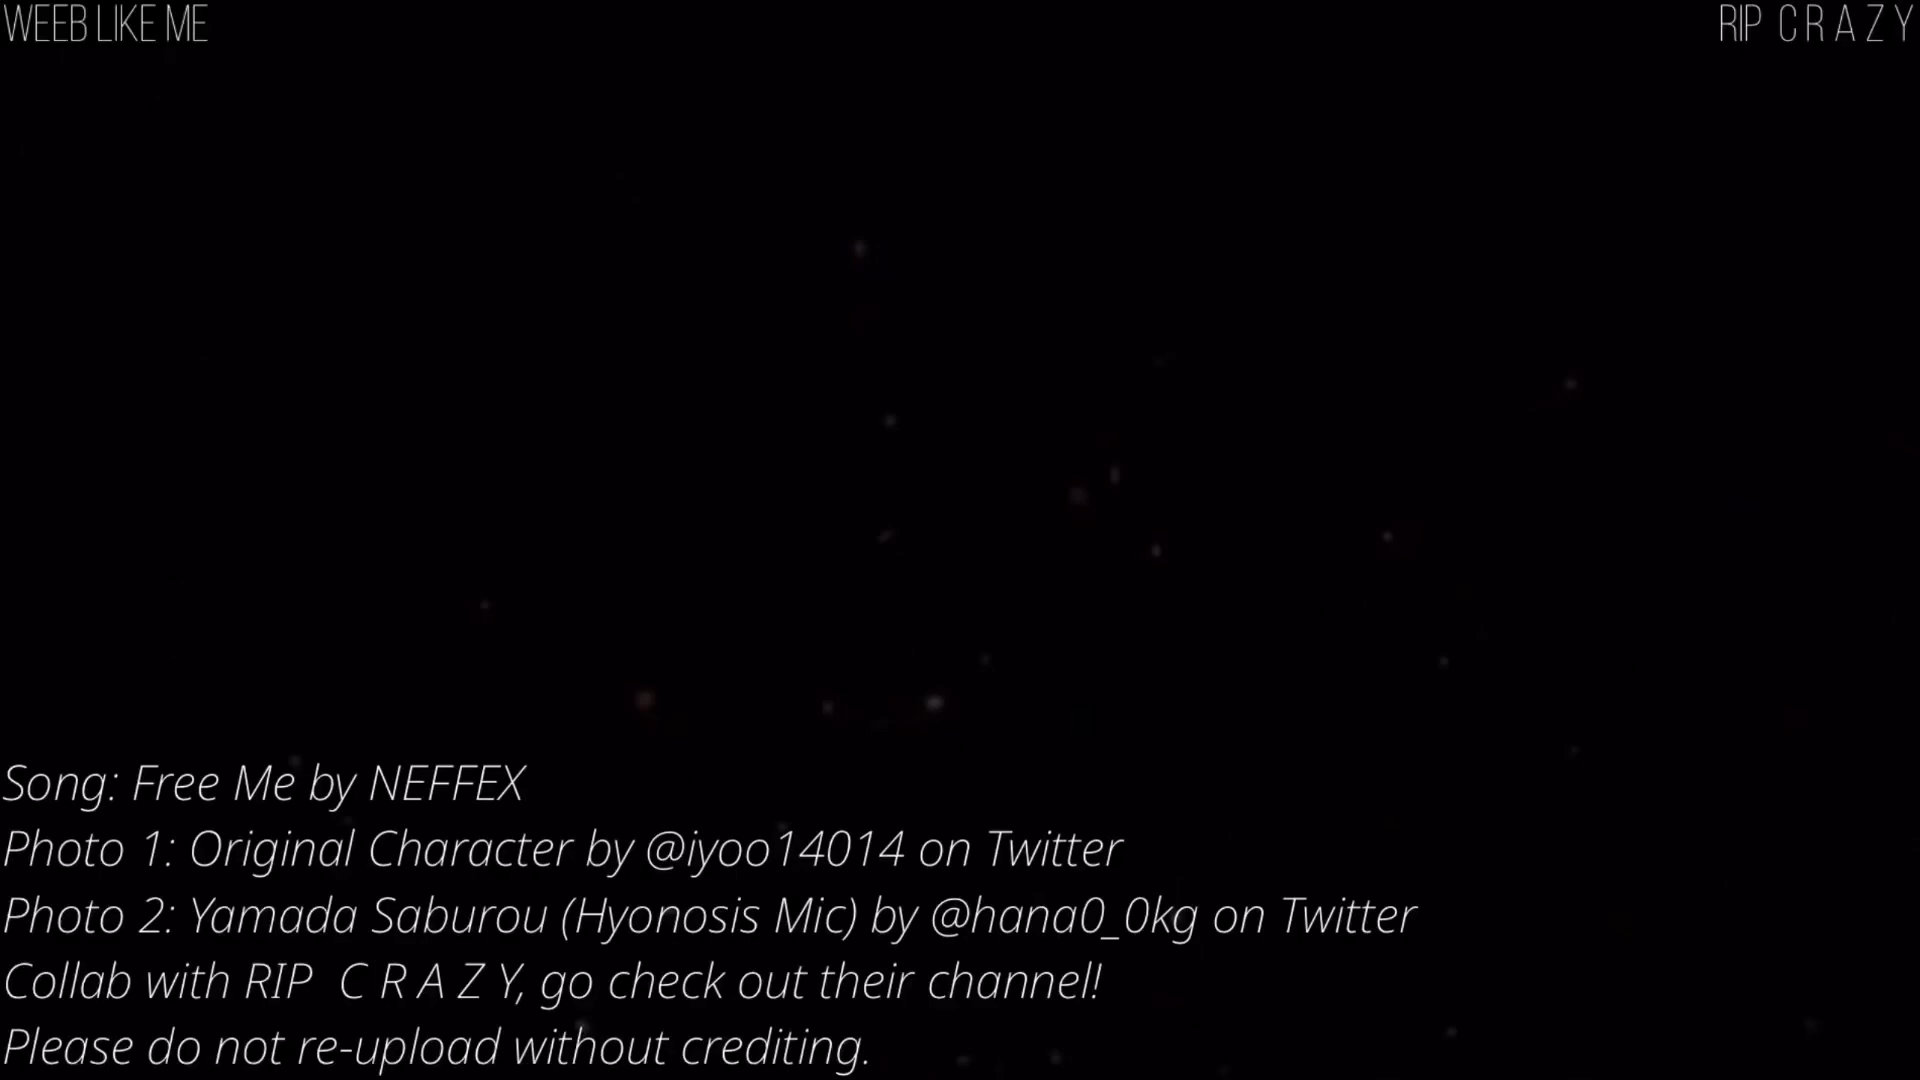 WEEB LIKE ME
RIP C R A Z Y
Song: Free Me by NEFFEX
Photo 1: Original Character by @iyoo14014 on Twitter
Photo 2: Yamada Saburou (Hyonosis Mic) by @hana0_0kg on Twitter
Collab with RIP C R A Z Y, go check out their channel!
Please do not re-upload without crediting.